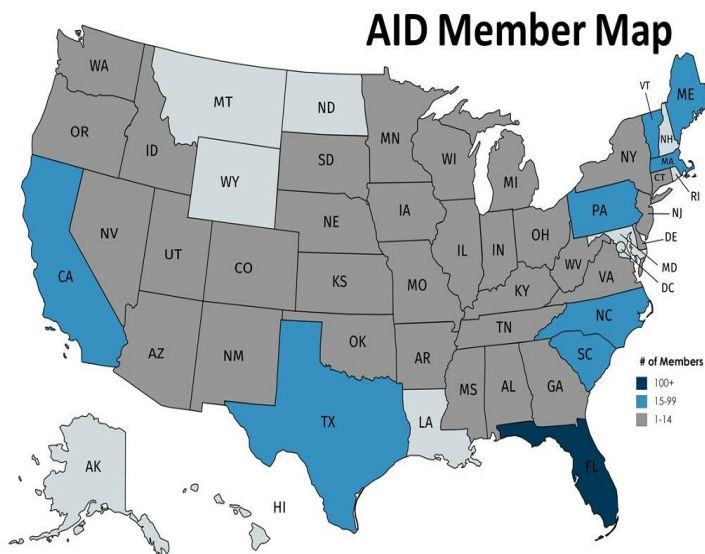 AID Member Map
WA
MT
ND
MN
VT
ME
OR
ID
WY
SD
WI
MI
NY
NH
MA
CT
RI
NV
UT
CO
NE
IA
IL
IN
OH
PA
NJ
DE
MD
DC
CA
KS
MO
KY
WV
VA
AZ
NM
OK
AR
TN
NC
SC
TX
LA
MS
AL
GA
FL
AK
HI
# of Members
100+
15-99
1-14